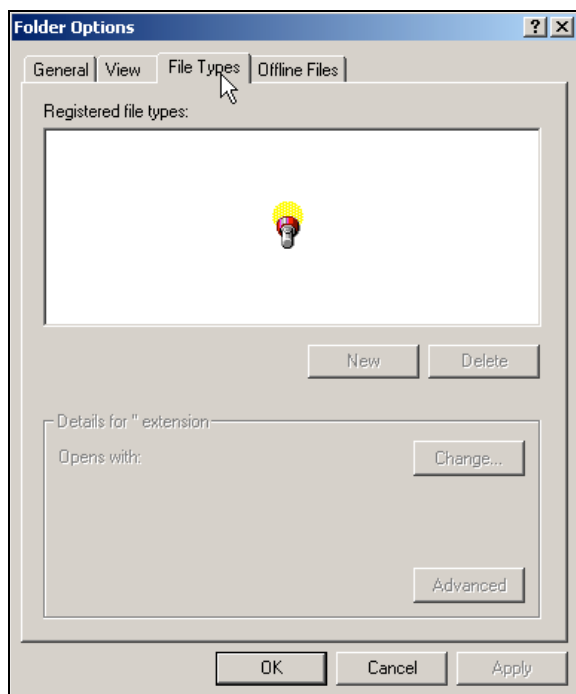 Folder Options
General View File Types Offline Files
Registered file types:
New Delete
Details for '' extension
Opens with: Change...
Advanced
OK Cancel Apply